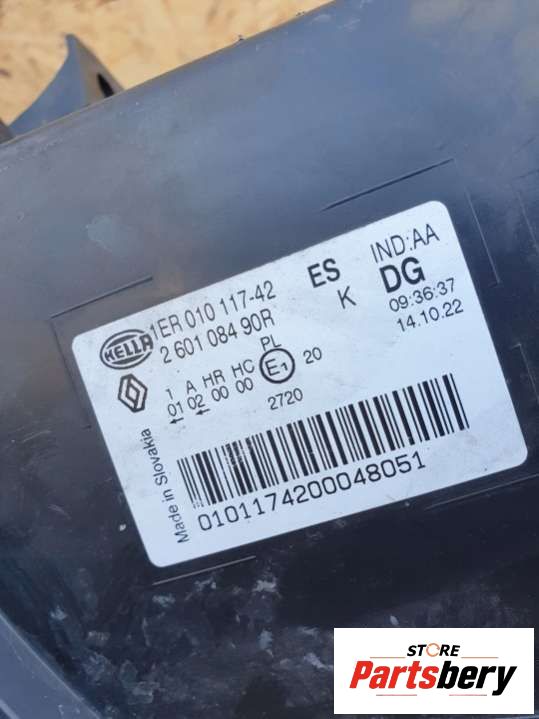 HELLA
1ER 010 117-42
2 601 084 90R
ES
K
IND:AA
DG
09:36:37
14.10.22
1 A HR HC PL
01 02 00 00 E1 20
2720
Made in Slovakia
0101174200048051
STORE
Partsbery